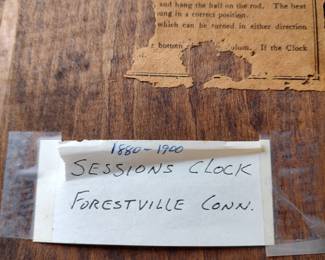 and hang the ball on the rod. The best
ung in a correct position.
which can be turned in either direction
bottom
ulum. If the Clock
1880-1900
SESSIONS CLOCK
FORESTVILLE CONN.